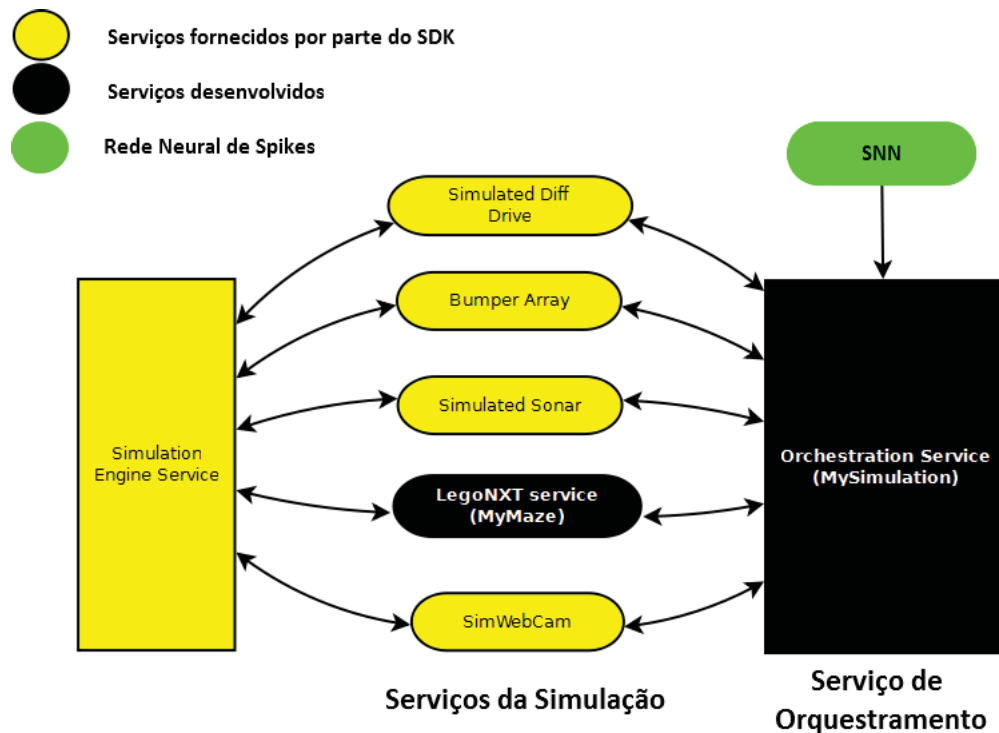 Serviços fornecidos por parte do SDK
Serviços desenvolvidos
Rede Neural de Spikes
SNN
Simulated Diff
Drive
Bumper Array
Simulated Sonar
Simulation
Engine Service
LegoNXT service
(MyMaze)
Orchestration Service
(MySimulation)
SimWebCam
Serviços da Simulação
Serviço de
Orquestramento